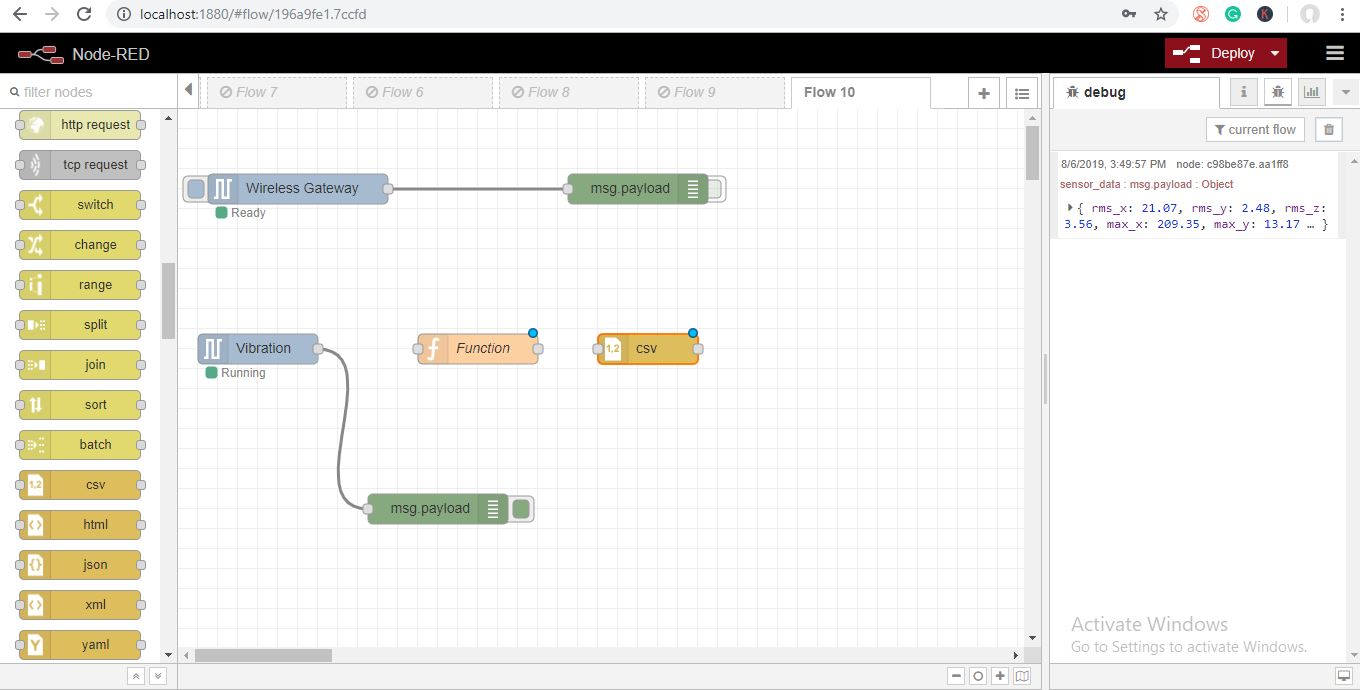 localhost:1880/#flow/196a9fe1.7ccfd
Node-RED
Deploy
filter nodes
Flow 7
Flow 6
Flow 8
Flow 9
Flow 10
debug
i
current flow
http request
tcp request
switch
change
range
split
join
sort
batch
1,2 csv
html
json
xml
yaml
Wireless Gateway
Ready
msg.payload
Vibration
Running
f Function
1,2 csv
msg.payload
8/6/2019, 3:49:57 PM node: c98be87e.aa1ff8
sensor_data : msg.payload : Object
{ rms_x: 21.07, rms_y: 2.48, rms_z:
3.56, max_x: 209.35, max_y: 13.17 … }
Activate Windows
Go to Settings to activate Windows.